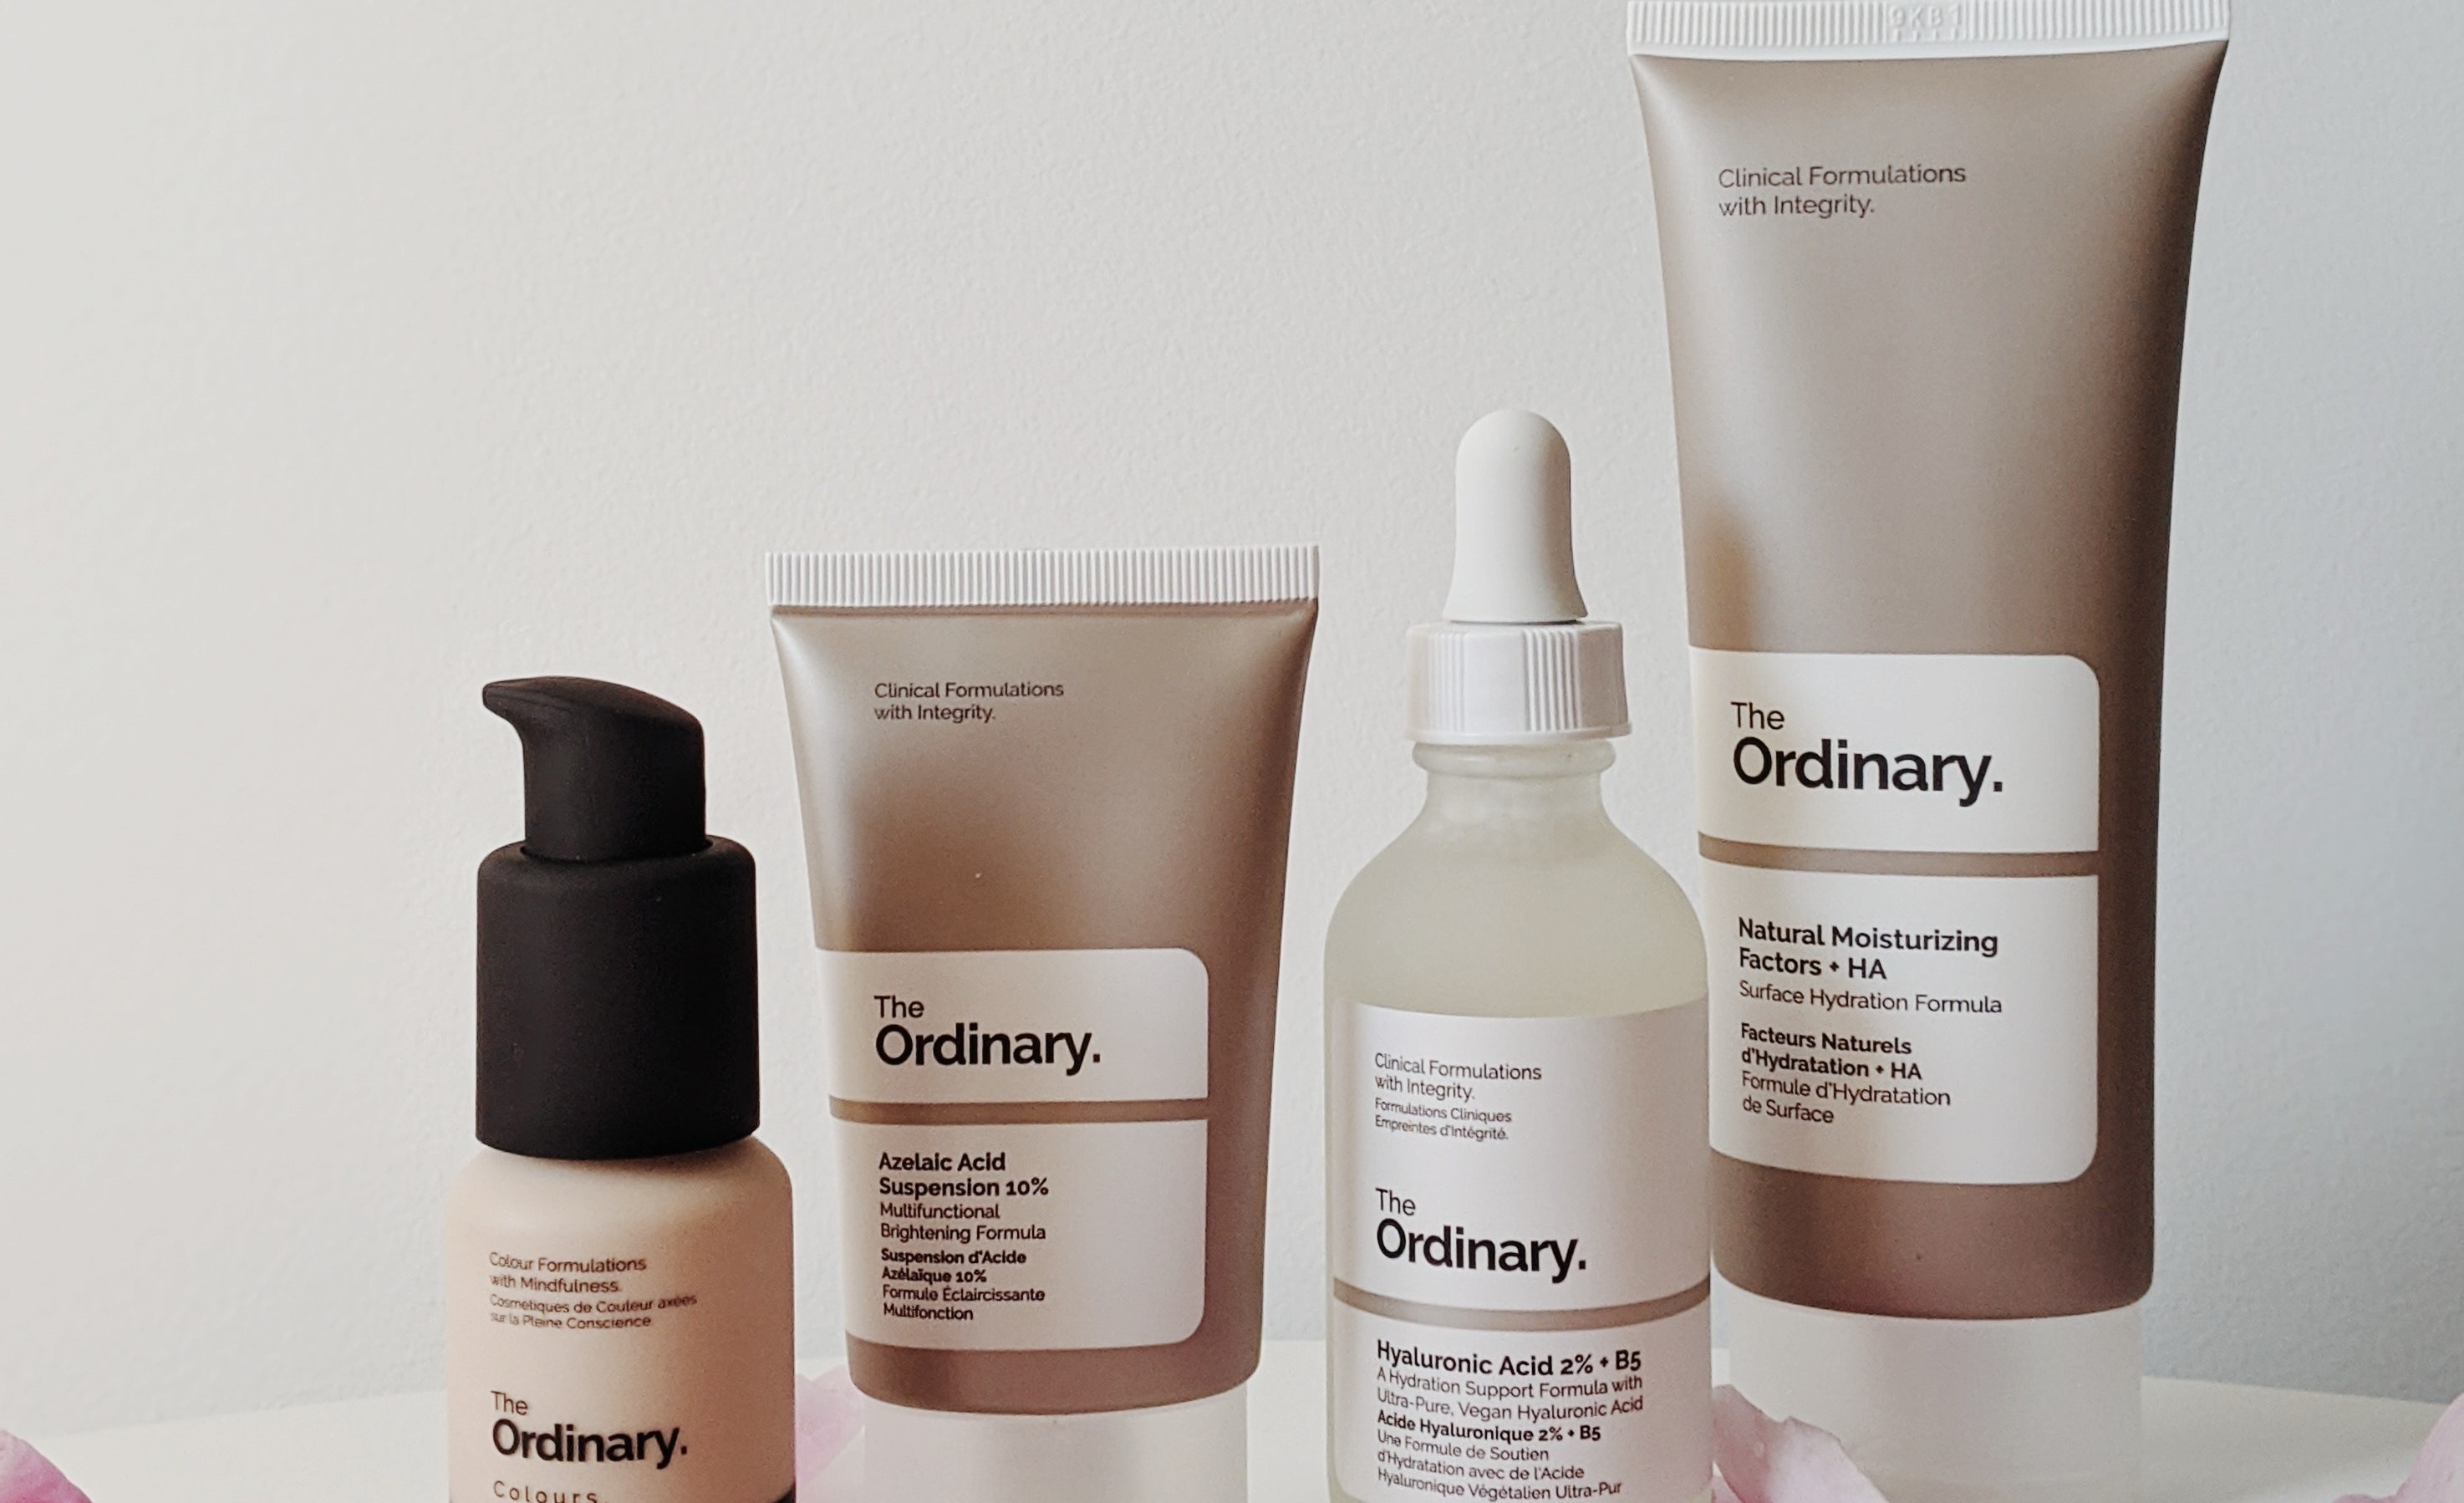 Colour Formulations
with Mindfulness.
Cosmetiques de Couleur axées
sur la Pleine Conscience.
The
Ordinary.
Colours.
Clinical Formulations
with Integrity.
The
Ordinary.
Azelaic Acid
Suspension 10%
Multifunctional
Brightening Formula
Suspension d'Acide
Azélaïque 10%
Formule Éclaircissante
Multifonction
Clinical Formulations
with Integrity.
Formulations Cliniques
Empreintes d'Intégrité.
The
Ordinary.
Hyaluronic Acid 2% + B5
A Hydration Support Formula with
Ultra-Pure, Vegan Hyaluronic Acid
Acide Hyaluronique 2% + B5
Une Formule de Soutien
d'Hydratation avec de l'Acide
Hyaluronique Végétalien Ultra-Pur
9KB1
Clinical Formulations
with Integrity.
The
Ordinary.
Natural Moisturizing
Factors + HA
Surface Hydration Formula
Facteurs Naturels
d'Hydratation + HA
Formule d'Hydratation
de Surface